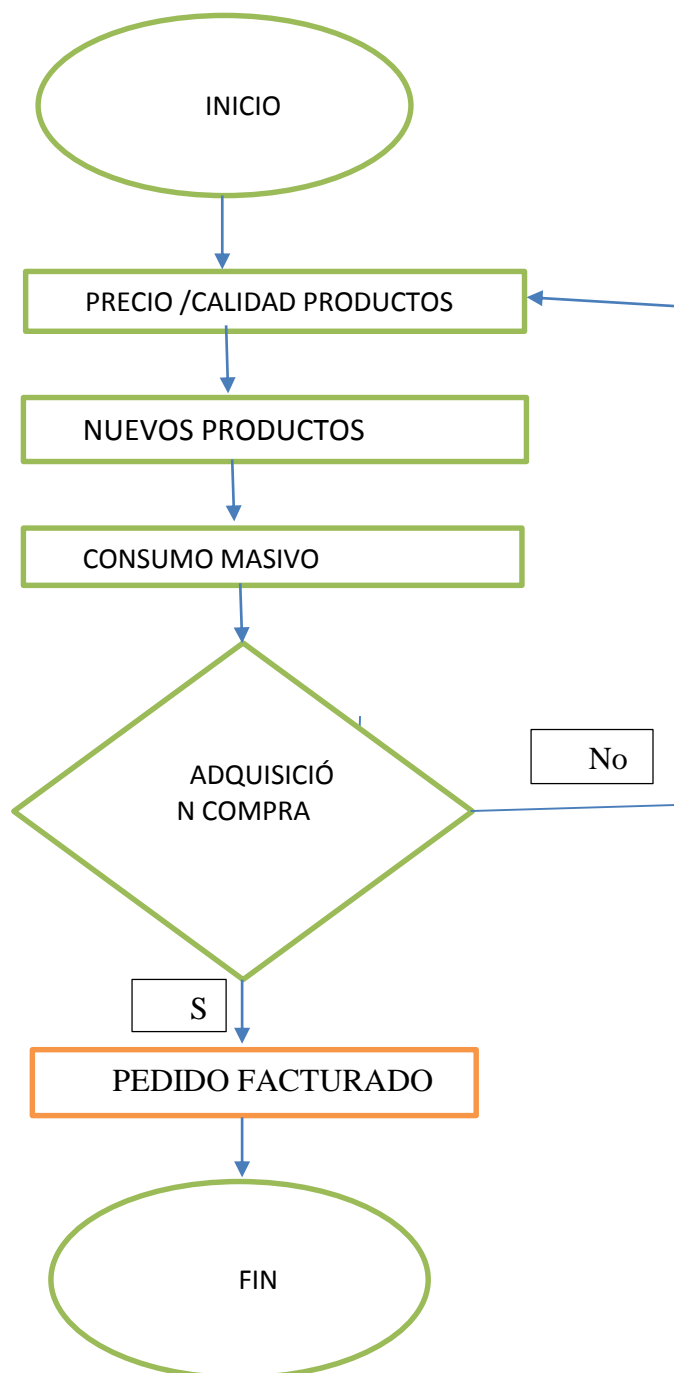 INICIO
PRECIO /CALIDAD PRODUCTOS
NUEVOS PRODUCTOS
CONSUMO MASIVO
ADQUISICIÓ
N COMPRA
No
S
PEDIDO FACTURADO
FIN